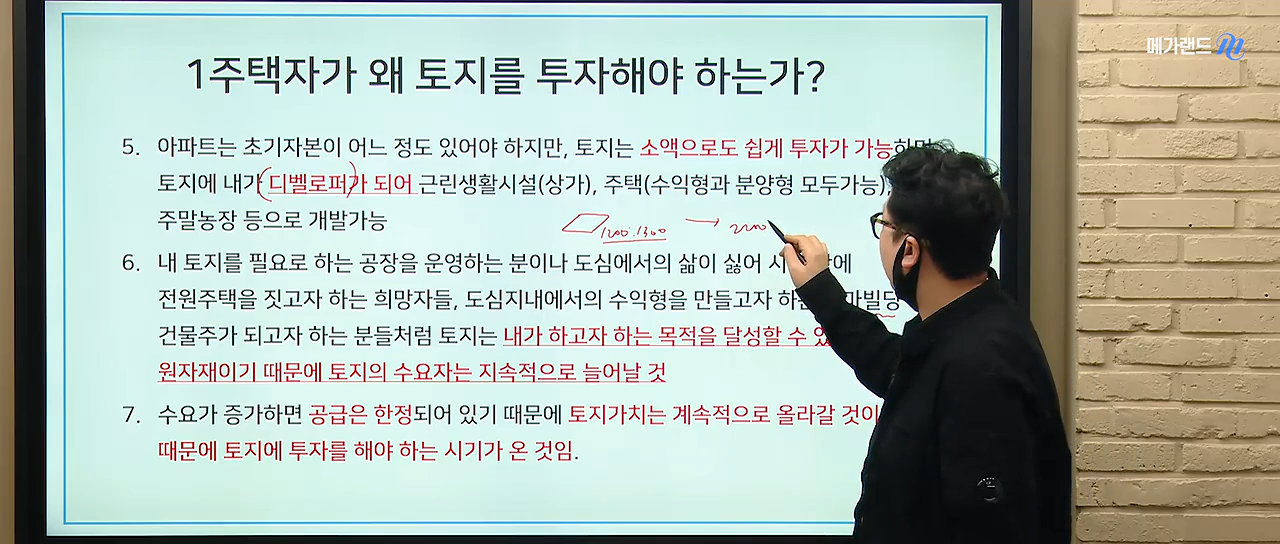 메가랜드
1주택자가 왜 토지를 투자해야 하는가?
5. 아파트는 초기자본이 어느 정도 있어야 하지만, 토지는 소액으로도 쉽게 투자가 가능하며
토지에 내가 (디벨로퍼)가 되어 근린생활시설(상가), 주택(수익형과 분양형 모두가능),
주말농장 등으로 개발가능
1200.1300 → 2200
6. 내 토지를 필요로 하는 공장을 운영하는 분이나 도심에서의 삶이 싫어 시
전원주택을 짓고자 하는 희망자들, 도심지내에서의 수익형을 만들고자 하 마빌딩
건물주가 되고자 하는 분들처럼 토지는 내가 하고자 하는 목적을 달성할 수 있
원자재이기 때문에 토지의 수요자는 지속적으로 늘어날 것
7. 수요가 증가하면 공급은 한정되어 있기 때문에 토지가치는 계속적으로 올라갈 것이
때문에 토지에 투자를 해야 하는 시기가 온 것임.